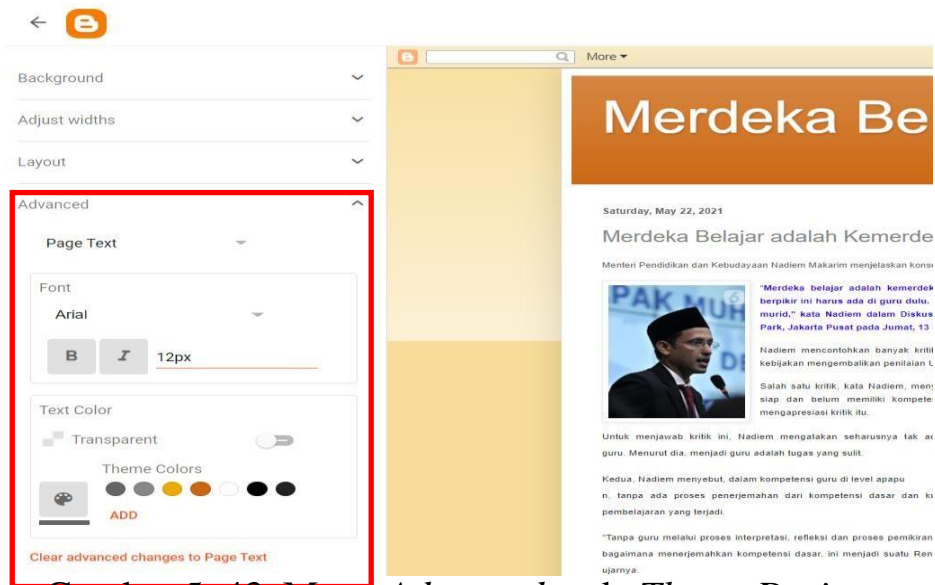 Background
Adjust widths
Layout
Advanced
Page Text
Font
Arial
B I 12px
Text Color
Transparent
Theme Colors
ADD
Clear advanced changes to Page Text
More
Merdeka Be
Saturday, May 22, 2021
Merdeka Belajar adalah Kemerde
Menteri Pendidikan dan Kebudayaan Nadiem Makarim menjelaskan kons
PAK MUH
"Merdeka belajar adalah kemerdek
berpikir ini harus ada di guru dulu.
murid," kata Nadiem dalam Diskus
Park, Jakarta Pusat pada Jumat, 13
Nadiem mencontohkan banyak kriti
kebijakan mengembalikan penilaian U
Salah satu kritik, kata Nadiem, meny
siap dan belum memiliki kompete
mengapresiasi kritik itu.
Untuk menjawab kritik ini, Nadiem mengatakan seharusnya tak a
guru. Menurut dia, menjadi guru adalah tugas yang sulit.
Kedua, Nadiem menyebut, dalam kompetensi guru di level apapu
n, tanpa ada proses penerjemahan dari kompetensi dasar dan ku
pembelajaran yang terjadi.
"Tanpa guru melalui proses interpretasi, refleksi dan proses pemikiran
bagaimana menerjemahkan kompetensi dasar, ini menjadi suatu Ren
ujarnya.